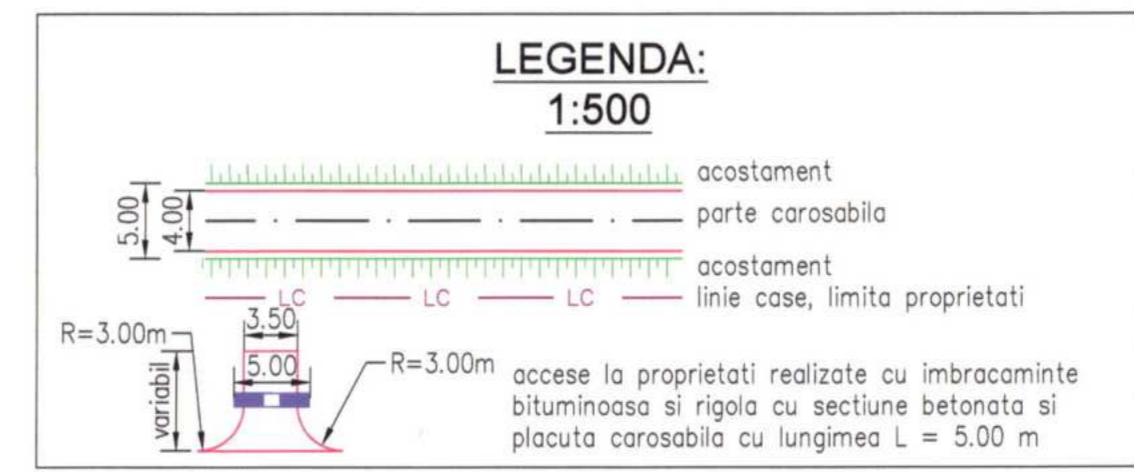 LEGENDA:
1:500
acostament
5.00
4.00
parte carosabila
acostament
LC LC LC
linie case, limita proprietati
3.50
R=3.00m
5.00
R=3.00m
variabil
accese la proprietati realizate cu imbracaminte
bituminoasa si rigola cu sectiune betonata si
placuta carosabila cu lungimea L = 5.00 m